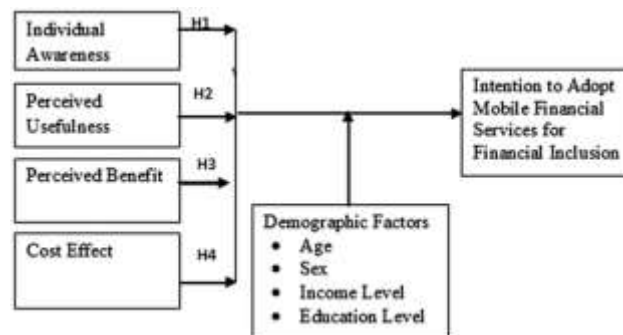 Individual
Awareness
H1
Perceived
Usefulness
H2
Perceived Benefit
H3
Cost Effect
H4
Intention to Adopt
Mobile Financial
Services for
Financial Inclusion
Demographic Factors
• Age
• Sex
• Income Level
• Education Level